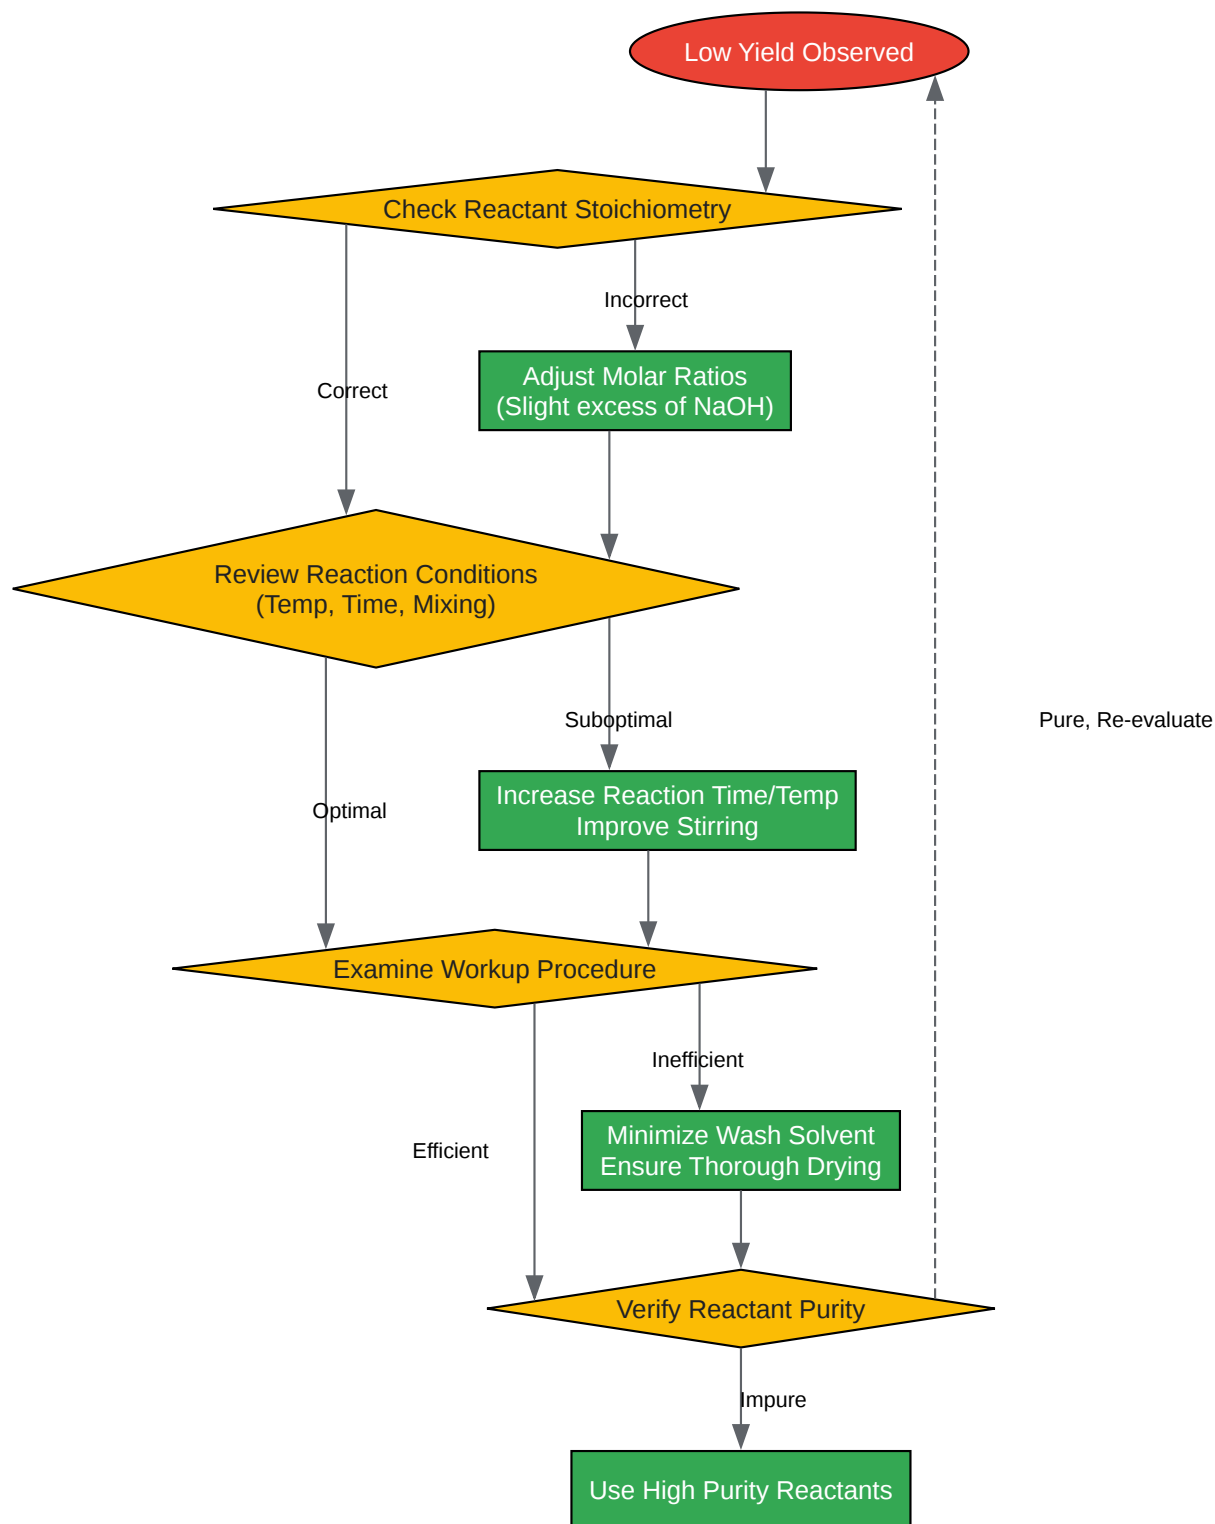 Low Yield Observed
Check Reactant Stoichiometry
Incorrect
Adjust Molar Ratios
(Slight excess of NaOH)
Correct
Review Reaction Conditions
(Temp, Time, Mixing)
Suboptimal
Pure, Re-evaluate
Increase Reaction Time/Temp
Improve Stirring
Optimal
Examine Workup Procedure
Inefficient
Minimize Wash Solvent
Ensure Thorough Drying
Efficient
Verify Reactant Purity
Impure
Use High Purity Reactants